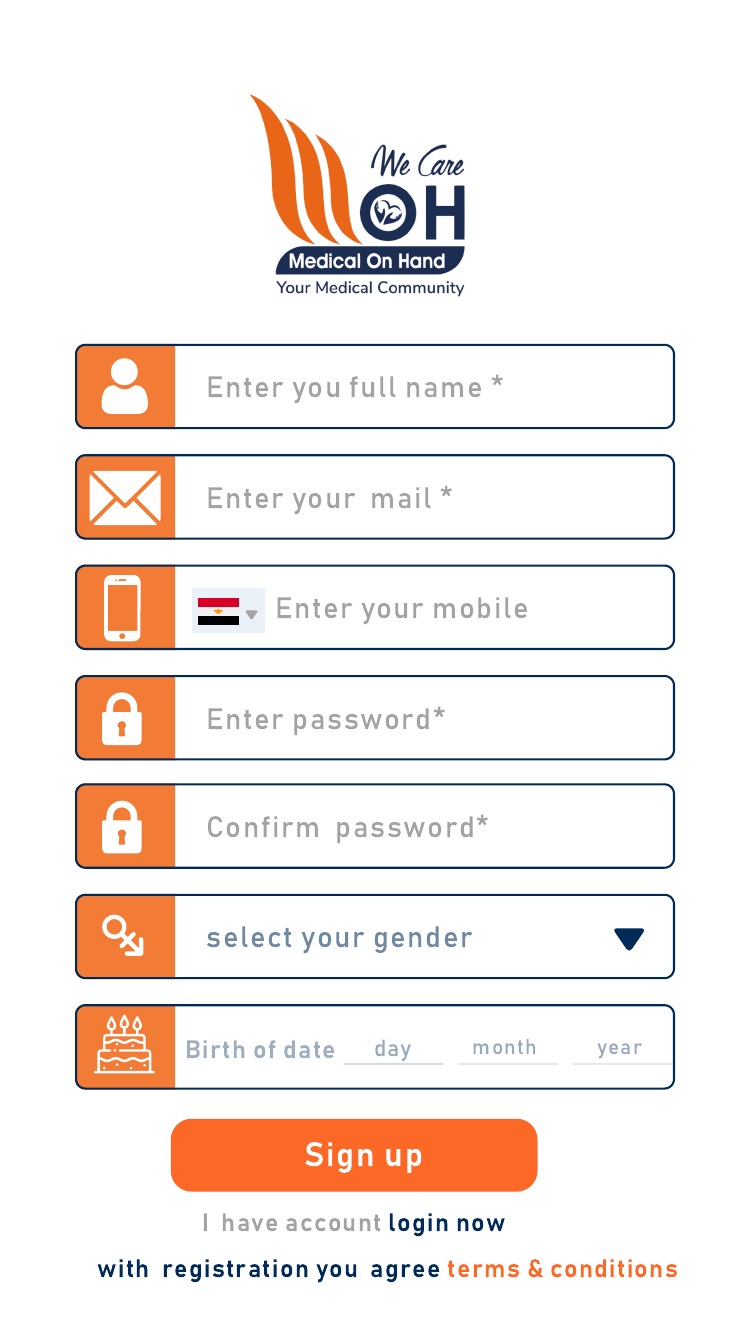 We Care
OH
Medical On Hand
Your Medical Community
Enter you full name *
Enter your mail *
Enter your mobile
Enter password*
Confirm password*
select your gender
Birth of date day month year
Sign up
I have account login now
with registration you agree terms & conditions